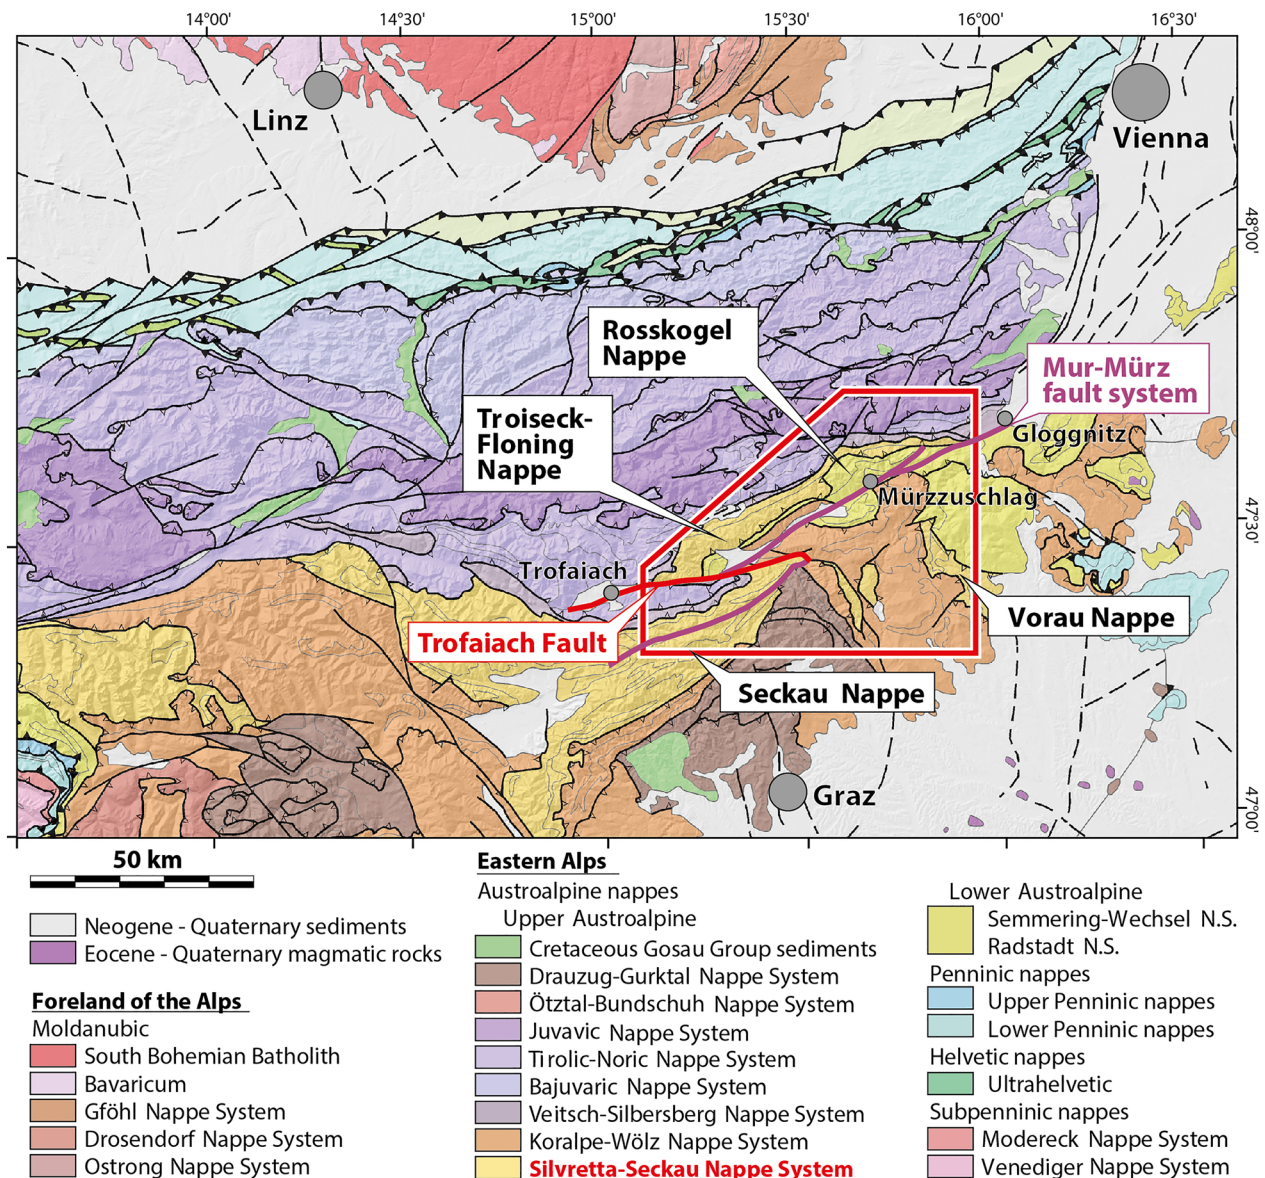 14°00'
14°30'
15°00'
15°30'
16°00'
16°30'
Linz
Vienna
48°00'
Rosskogel
Nappe
Mur-Mürz
fault system
Troiseck-
Floning
Nappe
Gloggnitz
Mürzzuschlag
47°30'
Trofaiach
Vorau Nappe
Trofaiach Fault
Seckau Nappe
Graz
47°00'
50 km
Neogene - Quaternary sediments
Eocene - Quaternary magmatic rocks
Foreland of the Alps
Moldanubic
South Bohemian Batholith
Bavaricum
Gföhl Nappe System
Drosendorf Nappe System
Ostrong Nappe System
Eastern Alps
Austroalpine nappes
Upper Austroalpine
Cretaceous Gosau Group sediments
Drauzug-Gurktal Nappe System
Ötztal-Bundschuh Nappe System
Juvavic Nappe System
Tirolic-Noric Nappe System
Bajuvaric Nappe System
Veitsch-Silbersberg Nappe System
Koralpe-Wölz Nappe System
Silvretta-Seckau Nappe System
Lower Austroalpine
Semmering-Wechsel N.S.
Radstadt N.S.
Penninic nappes
Upper Penninic nappes
Lower Penninic nappes
Helvetic nappes
Ultrahelvetic
Subpenninic nappes
Modereck Nappe System
Venediger Nappe System